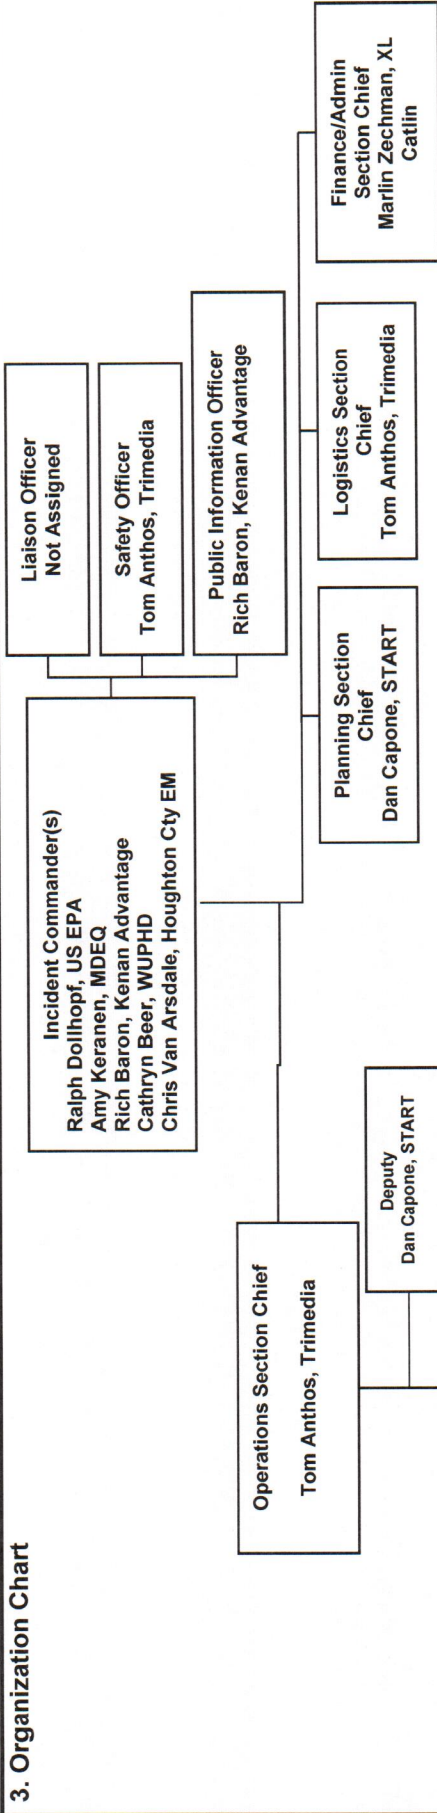 3. Organization Chart
Incident Commander(s)
Ralph Dollhopf, US EPA
Amy Keranen, MDEQ
Rich Baron, Kenan Advantage
Cathryn Beer, WUPHD
Chris Van Arsdale, Houghton Cty EM
Liaison Officer
Not Assigned
Safety Officer
Tom Anthos, Trimedia
Public Information Officer
Rich Baron, Kenan Advantage
Operations Section Chief
Tom Anthos, Trimedia
Deputy
Dan Capone, START
Planning Section
Chief
Dan Capone, START
Logistics Section
Chief
Tom Anthos, Trimedia
Finance/Admin
Section Chief
Marlin Zechman, XL
Catlin